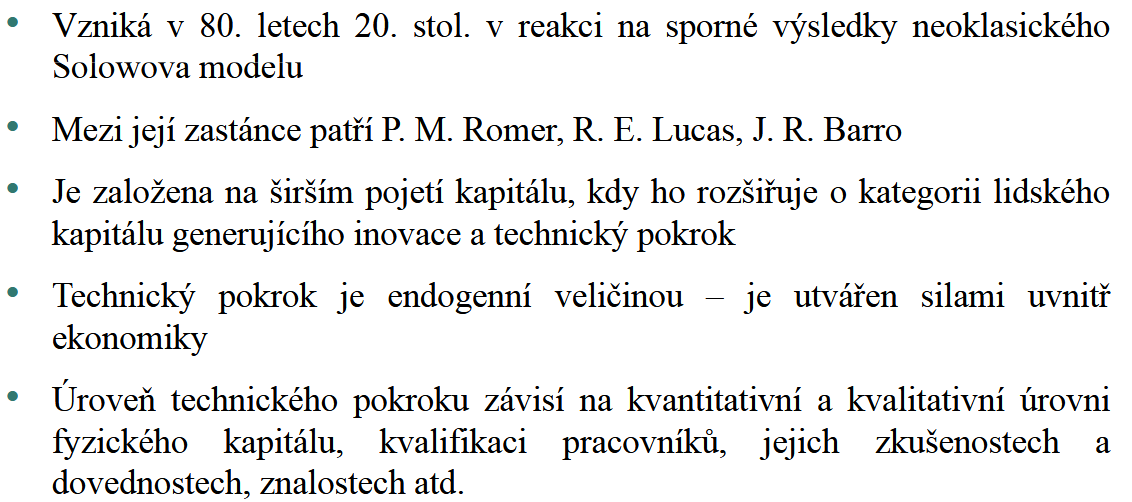 • Vzniká v 80. letech 20. stol. v reakci na sporné výsledky neoklasického
Solowova modelu
• Mezi její zastánce patří P. M. Romer, R. E. Lucas, J. R. Barro
• Je založena na širším pojetí kapitálu, kdy ho rozšiřuje o kategorii lidského
kapitálu generujícího inovace a technický pokrok
• Technický pokrok je endogenní veličinou – je utvářen silami uvnitř
ekonomiky
• Úroveň technického pokroku závisí na kvantitativní a kvalitativní úrovni
fyzického kapitálu, kvalifikaci pracovníků, jejich zkušenostech a
dovednostech, znalostech atd.